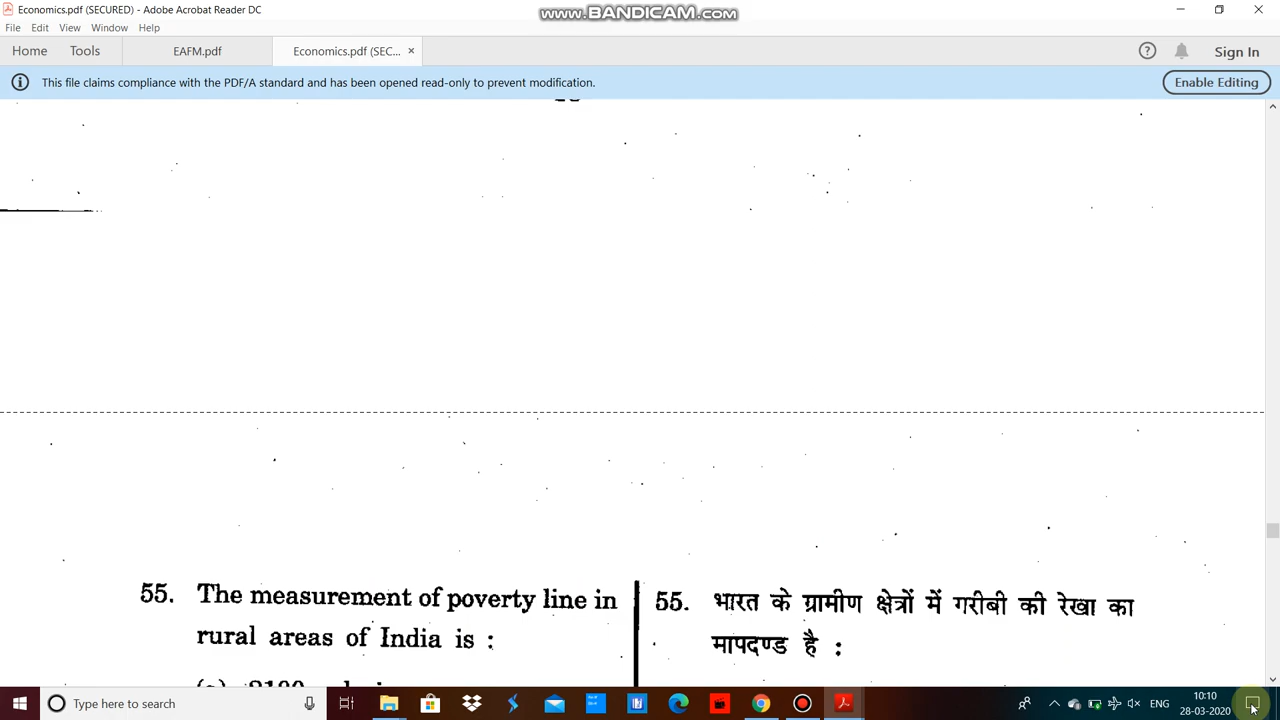 Economics.pdf (SECURED) - Adobe Acrobat Reader DC
www.BANDICAM.com
File Edit View Window Help
Home Tools EAFM.pdf Economics.pdf (SEC... × Sign In
This file claims compliance with the PDF/A standard and has been opened read-only to prevent modification. Enable Editing
55. The measurement of poverty line in
rural areas of India is :
55. भारत के ग्रामीण क्षेत्रों में गरीबी की रेखा का
मापदण्ड है :
Type here to search
ENG
10:10
28-03-2020